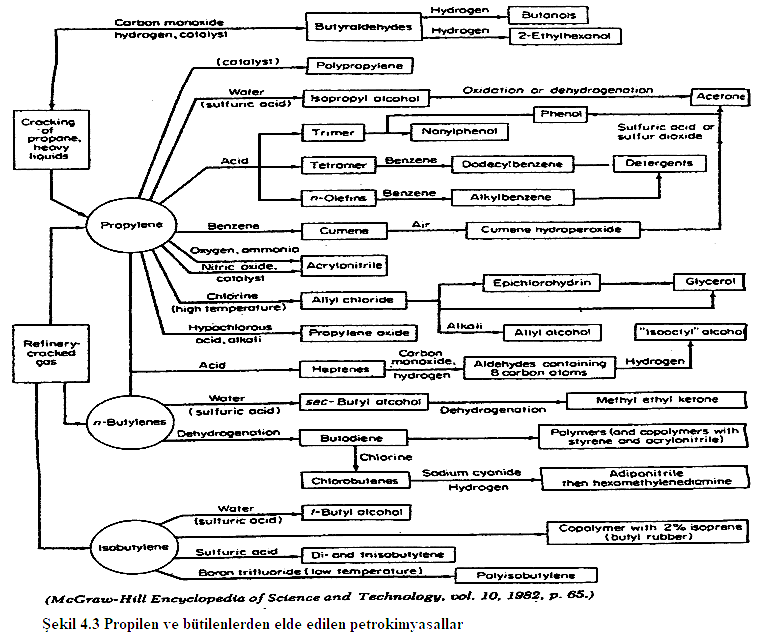 Carbon monoxide
hydrogen, catalyst
Butyraldehydes
Hydrogen
Butanols
Hydrogen
2-Ethylhexanol
(catalyst)
Polypropylene
Water
(sulfuric acid)
Isopropyl alcohol
Oxidation or dehydrogenation
Acetone
Cracking
of
propane,
heavy
liquids
Phenol
Trimer
Nonylphenol
Sulfuric acid or
sulfur dioxide
Acid
Tetramer
Benzene
Dodecylbenzene
Detergents
n-Olefins
Benzene
Alkylbenzene
Propylene
Benzene
Cumene
Air
Cumene hydroperoxide
Oxygen, ammonia
Nitric oxide,
catalyst
Acrylonitrile
Chlorine
(high temperature)
Allyl chloride
Epichlorohydrin
Glycerol
Hypochlorous
acid, alkali
Propylene oxide
Alkali
Allyl alcohol
"Isooctyl" alcohol
Refinery-
cracked
gas
Acid
Heptenes
Carbon
monoxide,
hydrogen
Aldehydes containing
8 carbon atoms
Hydrogen
n-Butylenes
Water
(sulfuric acid)
sec-Butyl alcohol
Dehydrogenation
Methyl ethyl ketone
Dehydrogenation
Butadiene
Polymers (and copolymers with
styrene and acrylonitrile)
Chlorine
Chlorobutenes
Sodium cyanide
Hydrogen
Adiponitrile
then hexamethylenediamine
Water
(sulfuric acid)
t-Butyl alcohol
Isobutylene
Copolymer with 2% isoprene
(butyl rubber)
Sulfuric acid
Di- and triisobutylene
Boron trifluoride (low temperature)
Polyisobutylene
(McGraw-Hill Encyclopedia of Science and Technology, vol. 10, 1982, p. 65.)
Şekil 4.3 Propilen ve bütilenlerden elde edilen petrokimyasallar